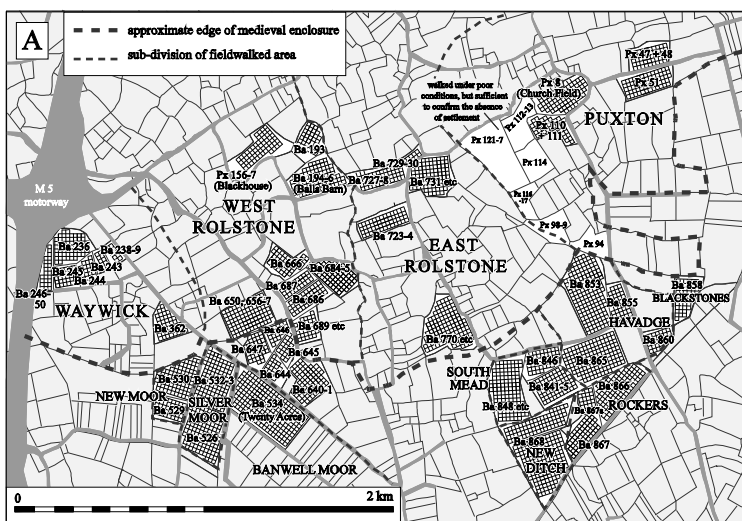 A
approximate edge of medieval enclosure
sub-division of fieldwalked area
walked under poor
conditions, but sufficient
to confirm the absence
of settlement
Px 47 + 48
Px 51
Px 8
(Church Field)
Px 112-13
Px 110
+ 111
PUXTON
Px 121-7
Px 114
Px 116
-17
Px 98-9
Px 94
Ba 193
Px 156-7
(Blackhouse)
Ba 194-6
(Balls Barn)
Ba 729-30
Ba 727-8
Ba 731 etc
Ba 723-4
M 5
motorway
WEST
ROLSTONE
EAST
ROLSTONE
Ba 236
Ba 238-9
Ba 243
Ba 245
Ba 244
Ba 246-
50
WAYWICK
Ba 362
Ba 666
Ba 684-5
Ba 687
Ba 686
Ba 650, 656-7
Ba 689 etc
Ba 646
Ba 647
Ba 645
Ba 644
Ba 640-1
Ba 770 etc
Ba 853
Ba 855
Ba 858
BLACKSTONES
HAVADGE
Ba 860
NEW MOOR
Ba 530
Ba 532-3
Ba 529
SILVER
MOOR
Ba 526
Ba 534
(Twenty Acres)
BANWELL MOOR
SOUTH
MEAD
Ba 846
Ba 865
Ba 841-5
Ba 866
Ba 848 etc
Ba 867a
ROCKERS
Ba 868
Ba 867
NEW
DITCH
0
2 km